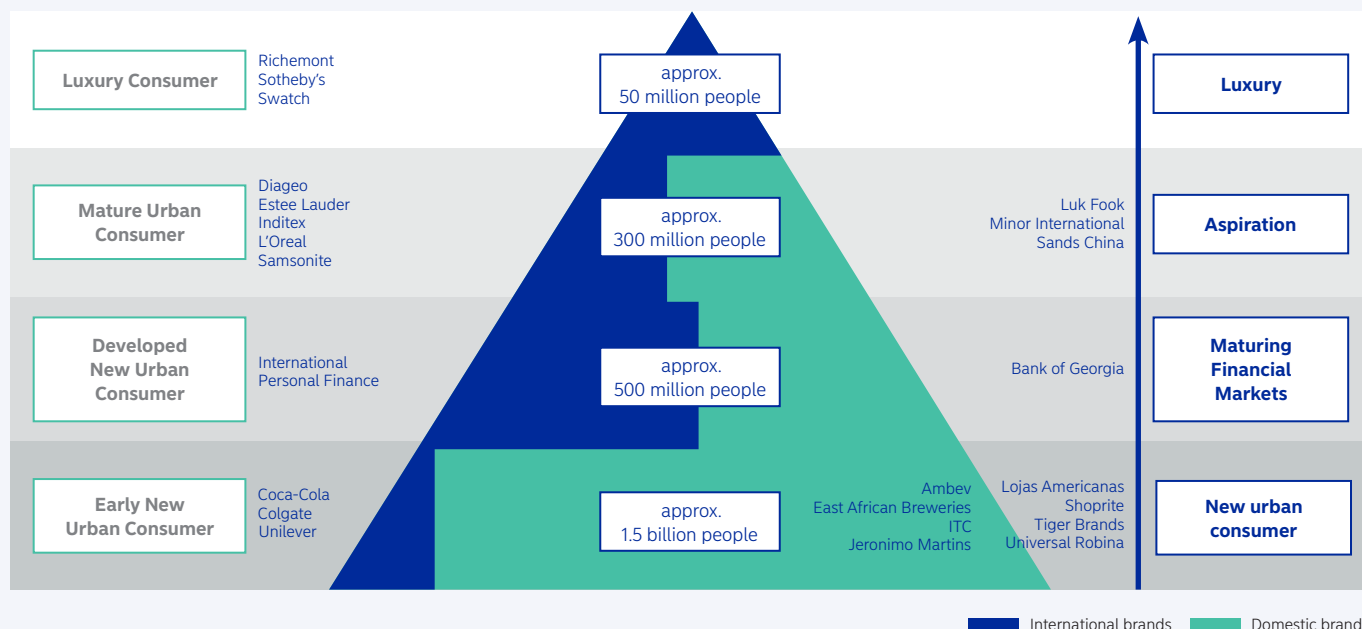 Luxury Consumer
Richemont
Sotheby's
Swatch
approx.
50 million people
Luxury
Mature Urban
Consumer
Diageo
Estee Lauder
Inditex
L'Oreal
Samsonite
approx.
300 million people
Luk Fook
Minor International
Sands China
Aspiration
Developed
New Urban
Consumer
International
Personal Finance
approx.
500 million people
Bank of Georgia
Maturing
Financial
Markets
Early New
Urban Consumer
Coca-Cola
Colgate
Unilever
approx.
1.5 billion people
Ambev
East African Breweries
ITC
Jeronimo Martins
Lojas Americanas
Shoprite
Tiger Brands
Universal Robina
New urban
consumer
International brands
Domestic brand